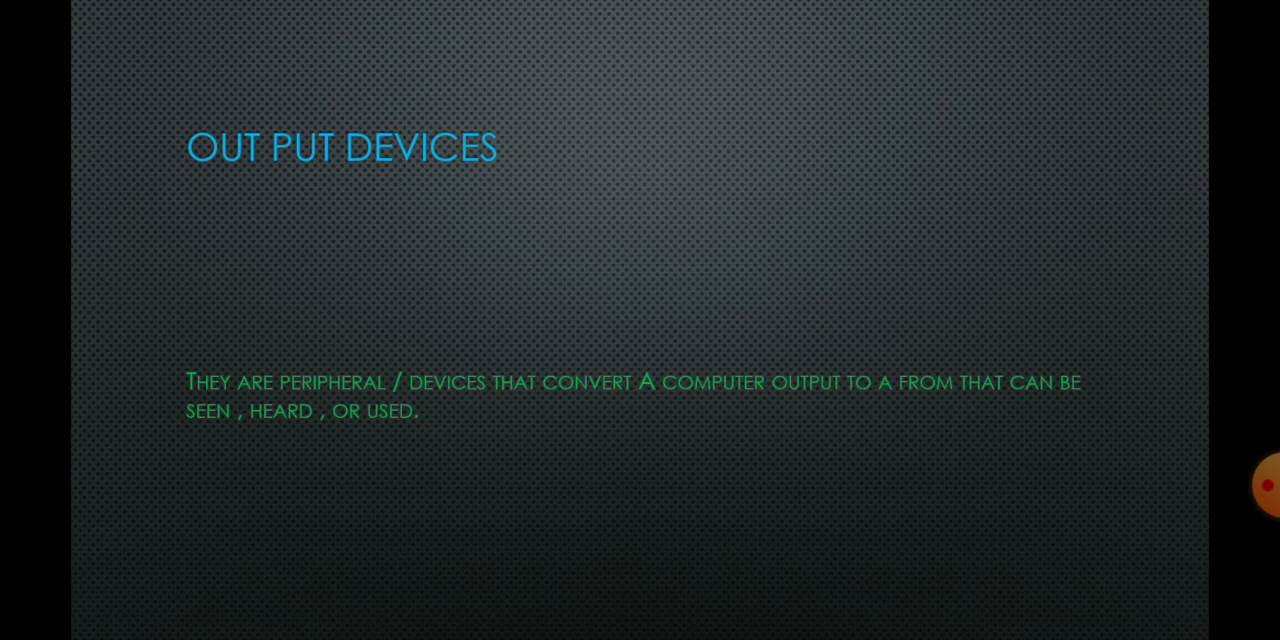 OUT PUT DEVICES
They are peripheral / devices that convert A computer output to a from that can be
seen , heard , or used.